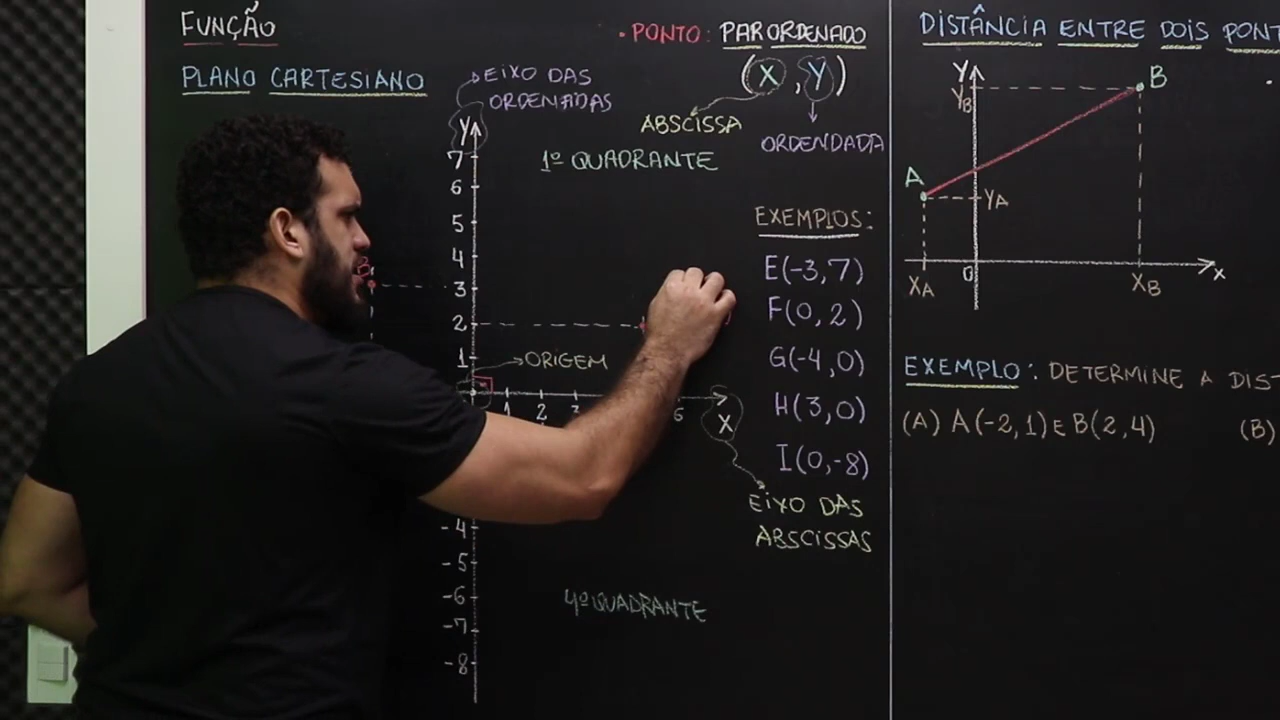 FUNÇÃO
PLANO CARTESIANO
EIXO DAS
ORDENADAS
• PONTO: PAR ORDENADO
(X, Y)
ABSCISSA
ORDENDADA
1º QUADRANTE
Y
7
6
5
4
3
2
1
ORIGEM
1 2 3 6
X
-4
-5
-6
-7
-8
4º QUADRANTE
EIXO DAS
ABSCISSAS
EXEMPlOS:
E(-3,7)
F(0,2)
G(-4,0)
H(3,0)
I(0,-8)
DISTÂNCIA ENTRE DOIS PONT
Y
YB
B
A
YA
0
XA
XB
X
EXEMPLO: DETERMINE A DIS
(A) A(-2,1) E B(2,4) (B)